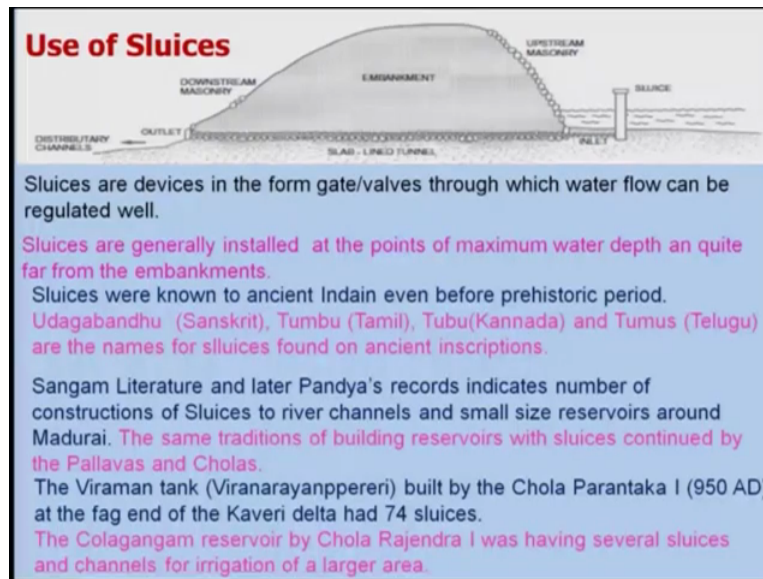 Use of Sluices
UPSTREAM
MASONRY
DOWNSTREAM
MASONRY
EMBANKMENT
SLUICE
OUTLET
DISTRIBUTARY
CHANNELS
INLET
SLAB - LINED TUNNEL
Sluices are devices in the form gate/valves through which water flow can be
regulated well.
Sluices are generally installed at the points of maximum water depth an quite
far from the embankments.
Sluices were known to ancient Indain even before prehistoric period.
Udagabandhu (Sanskrit), Tumbu (Tamil), Tubu(Kannada) and Tumus (Telugu)
are the names for slluices found on ancient inscriptions.
Sangam Literature and later Pandya's records indicates number of
constructions of Sluices to river channels and small size reservoirs around
Madurai. The same traditions of building reservoirs with sluices continued by
the Pallavas and Cholas.
The Viraman tank (Viranarayanppereri) built by the Chola Parantaka I (950 AD)
at the fag end of the Kaveri delta had 74 sluices.
The Colagangam reservoir by Chola Rajendra I was having several sluices
and channels for irrigation of a larger area.